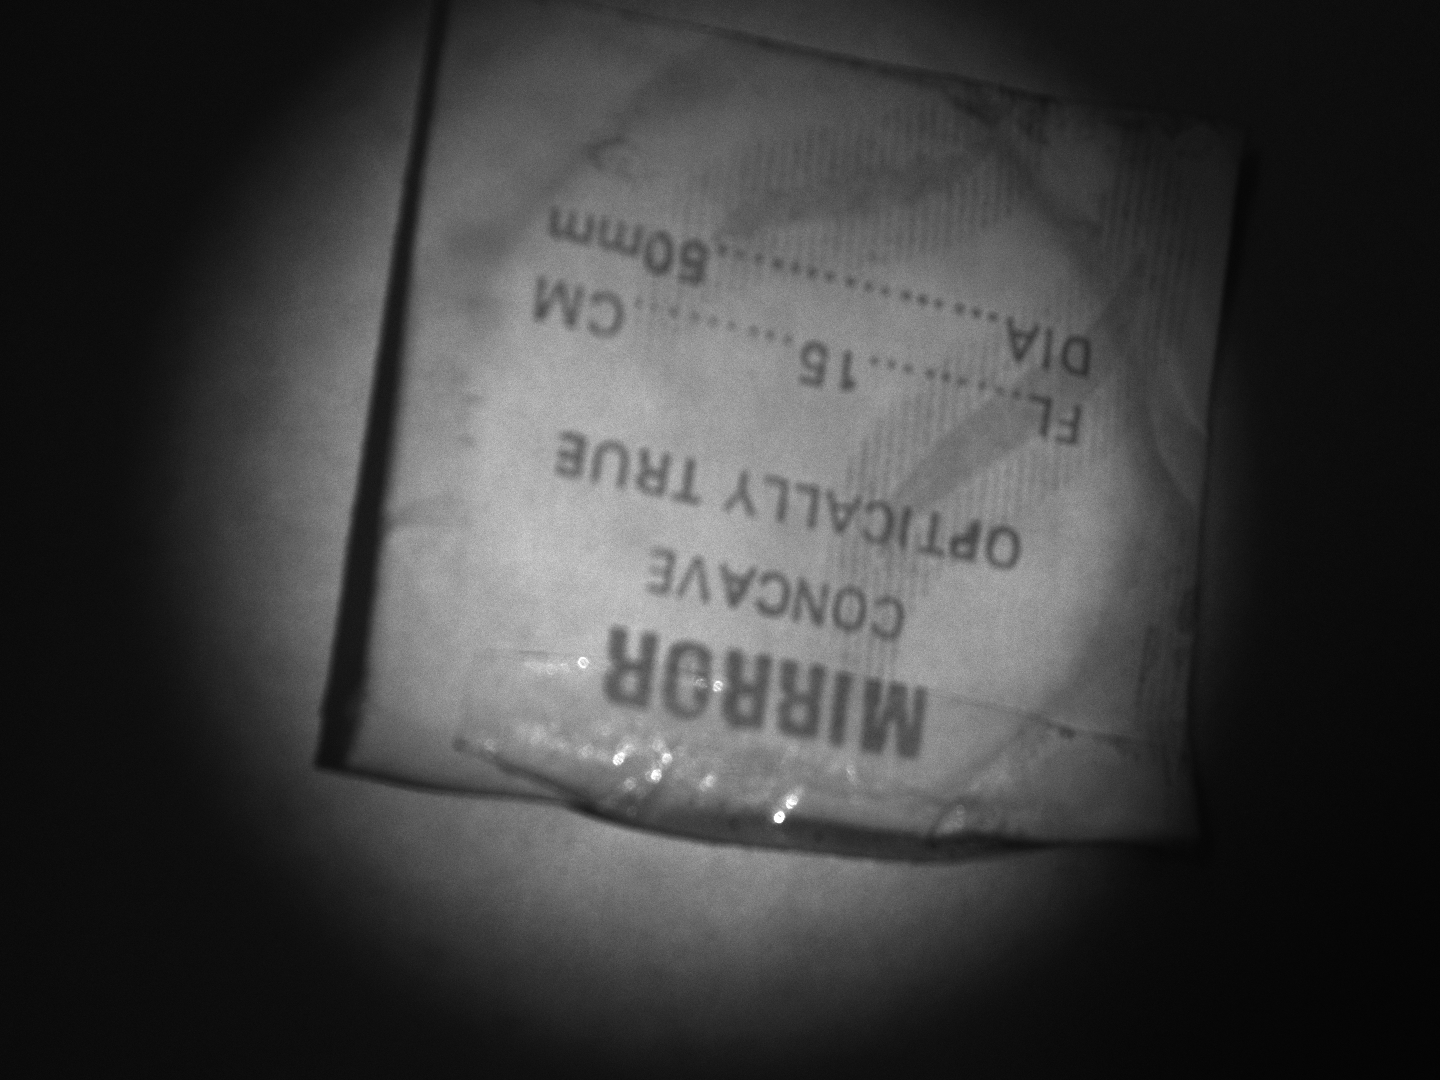 MIRROR
CONCAVE
OPTICALLY TRUE
FL..........15..........CM
DIA......................50mm